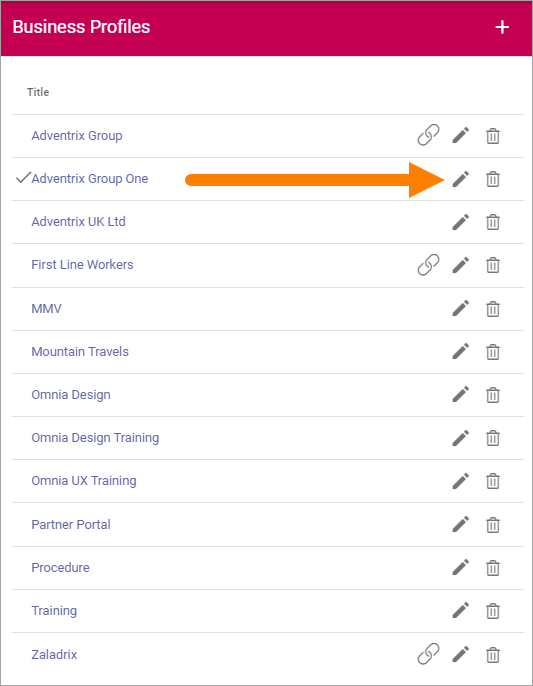 Business Profiles
Title
Adventrix Group
Adventrix Group One
Adventrix UK Ltd
First Line Workers
MMV
Mountain Travels
Omnia Design
Omnia Design Training
Omnia UX Training
Partner Portal
Procedure
Training
Zaladrix